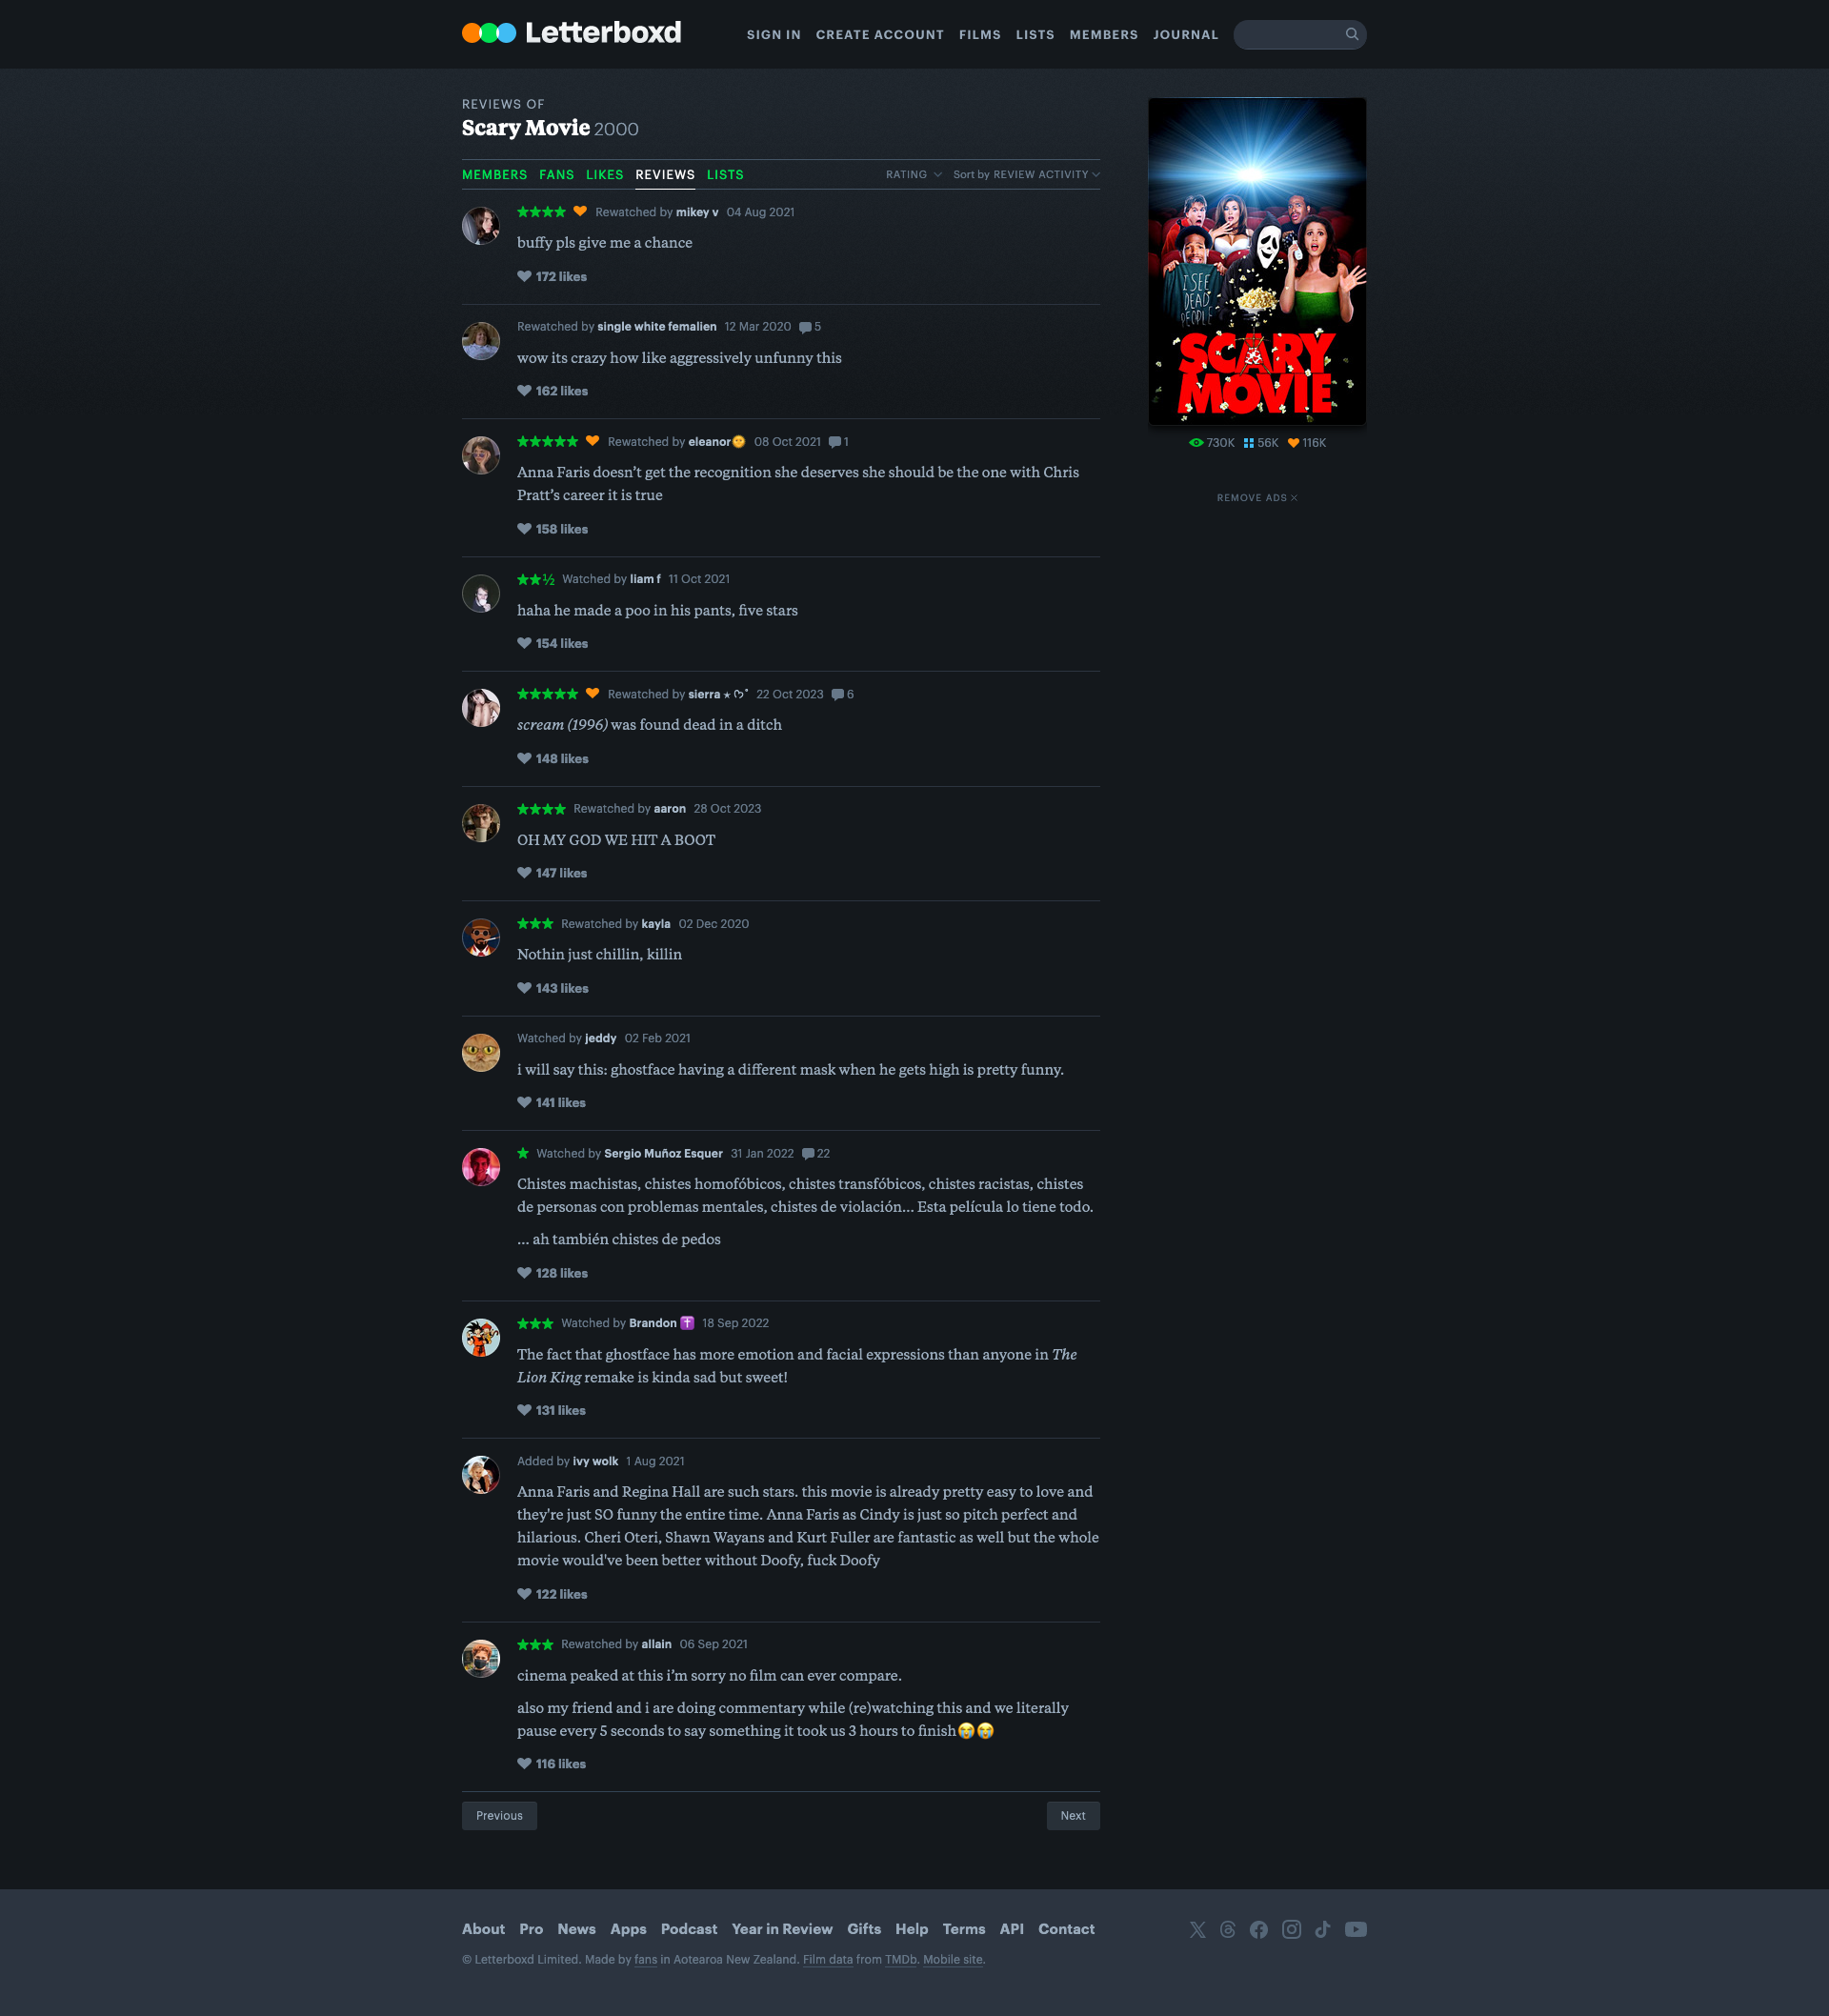 Letterboxd
SIGN IN CREATE ACCOUNT FILMS LISTS MEMBERS JOURNAL
REVIEWS OF
Scary Movie 2000
MEMBERS FANS LIKES REVIEWS LISTS RATING Sort by REVIEW ACTIVITY
★★★★ Rewatched by mikey v 04 Aug 2021
buffy pls give me a chance
172 likes
Rewatched by single white femalien 12 Mar 2020 5
wow its crazy how like aggressively unfunny this
162 likes
★★★★★ Rewatched by eleanor🌞 08 Oct 2021 1
Anna Faris doesn’t get the recognition she deserves she should be the one with Chris
Pratt’s career it is true
158 likes
★★½ Watched by liam f 11 Oct 2021
haha he made a poo in his pants, five stars
154 likes
★★★★★ Rewatched by sierra 22 Oct 2023 6
scream (1996) was found dead in a ditch
148 likes
★★★★ Rewatched by aaron 28 Oct 2023
OH MY GOD WE HIT A BOOT
147 likes
★★★ Rewatched by kayla 02 Dec 2020
Nothin just chillin, killin
143 likes
Watched by jeddy 02 Feb 2021
i will say this: ghostface having a different mask when he gets high is pretty funny.
141 likes
★ Watched by Sergio Muñoz Esquer 31 Jan 2022 22
Chistes machistas, chistes homofóbicos, chistes transfóbicos, chistes racistas, chistes
de personas con problemas mentales, chistes de violación... Esta película lo tiene todo.
... ah también chistes de pedos
128 likes
★★★ Watched by Brandon ✝️ 18 Sep 2022
The fact that ghostface has more emotion and facial expressions than anyone in The
Lion King remake is kinda sad but sweet!
131 likes
Added by ivy wolk 1 Aug 2021
Anna Faris and Regina Hall are such stars. this movie is already pretty easy to love and
they’re just SO funny the entire time. Anna Faris as Cindy is just so pitch perfect and
hilarious. Cheri Oteri, Shawn Wayans and Kurt Fuller are fantastic as well but the whole
movie would've been better without Doofy, fuck Doofy
122 likes
★★★ Rewatched by allain 06 Sep 2021
cinema peaked at this i’m sorry no film can ever compare.
also my friend and i are doing commentary while (re)watching this and we literally
pause every 5 seconds to say something it took us 3 hours to finish😭😭
116 likes
Previous Next
I SEE
DEAD
PEOPLE
SCARY
MOVIE
730K 56K 116K
REMOVE ADS
About Pro News Apps Podcast Year in Review Gifts Help Terms API Contact
© Letterboxd Limited. Made by fans in Aotearoa New Zealand. Film data from TMDb. Mobile site.